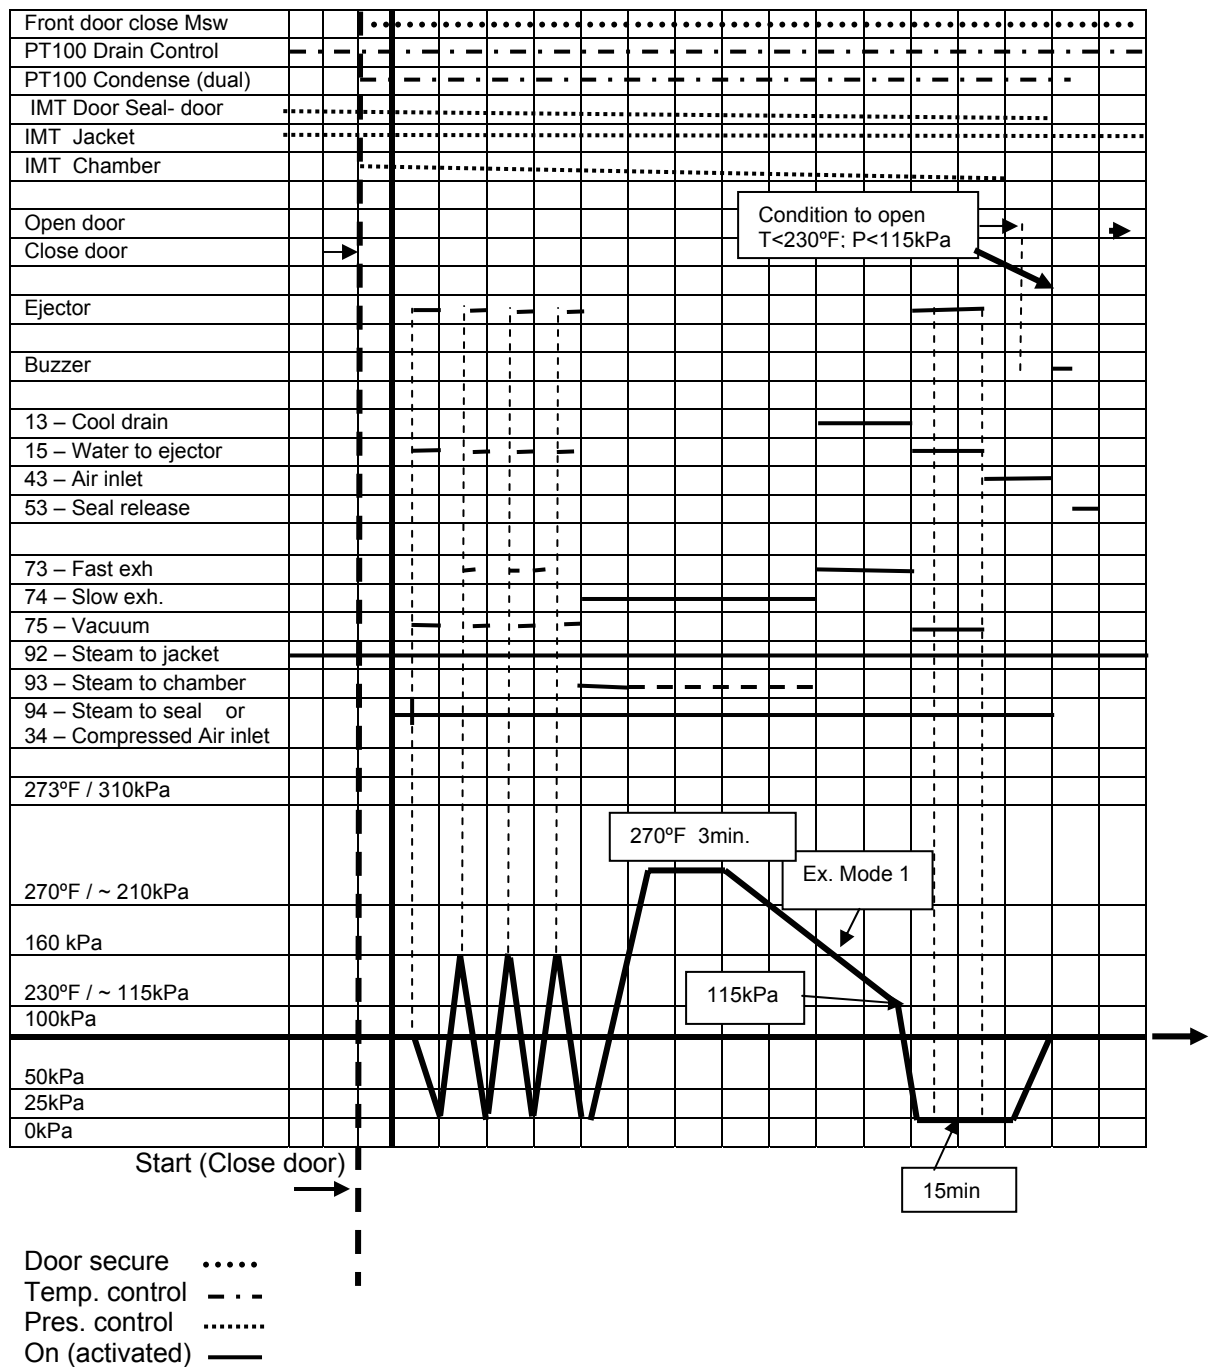 Front door close Msw
PT100 Drain Control
PT100 Condense (dual)
IMT Door Seal- door
IMT Jacket
IMT Chamber
Condition to open
T<230ºF; P<115kPa
Open door
Close door
Ejector
Buzzer
13 – Cool drain
15 – Water to ejector
43 – Air inlet
53 – Seal release
73 – Fast exh
74 – Slow exh.
75 – Vacuum
92 – Steam to jacket
93 – Steam to chamber
94 – Steam to seal or
34 – Compressed Air inlet
273ºF / 310kPa
270ºF 3min.
Ex. Mode 1
270ºF / ~ 210kPa
160 kPa
230ºF / ~ 115kPa
115kPa
100kPa
50kPa
25kPa
0kPa
Start (Close door)
15min
Door secure
Temp. control
Pres. control
On (activated)